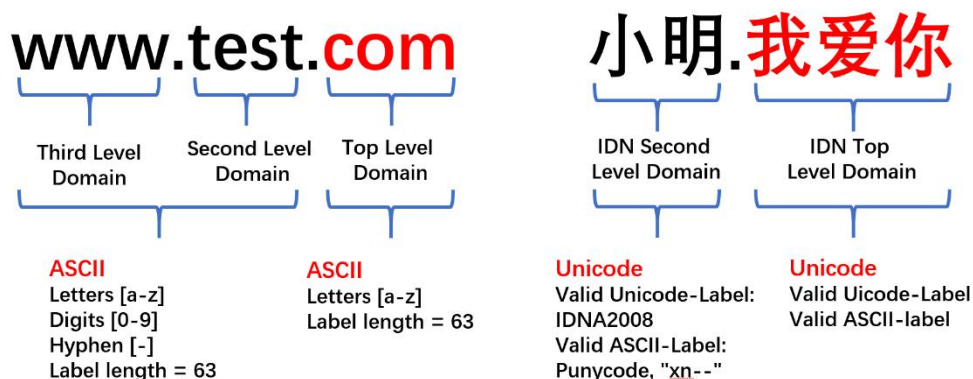 www.test.com
Third Level
Domain
Second Level
Domain
Top Level
Domain
ASCII
Letters [a-z]
Digits [0-9]
Hyphen [-]
Label length = 63
ASCII
Letters [a-z]
Label length = 63
小明.我爱你
IDN Second
Level Domain
IDN Top
Level Domain
Unicode
Valid Unicode-Label:
IDNA2008
Valid ASCII-Label:
Punycode, "xn--"
Unicode
Valid Uicode-Label
Valid ASCII-label